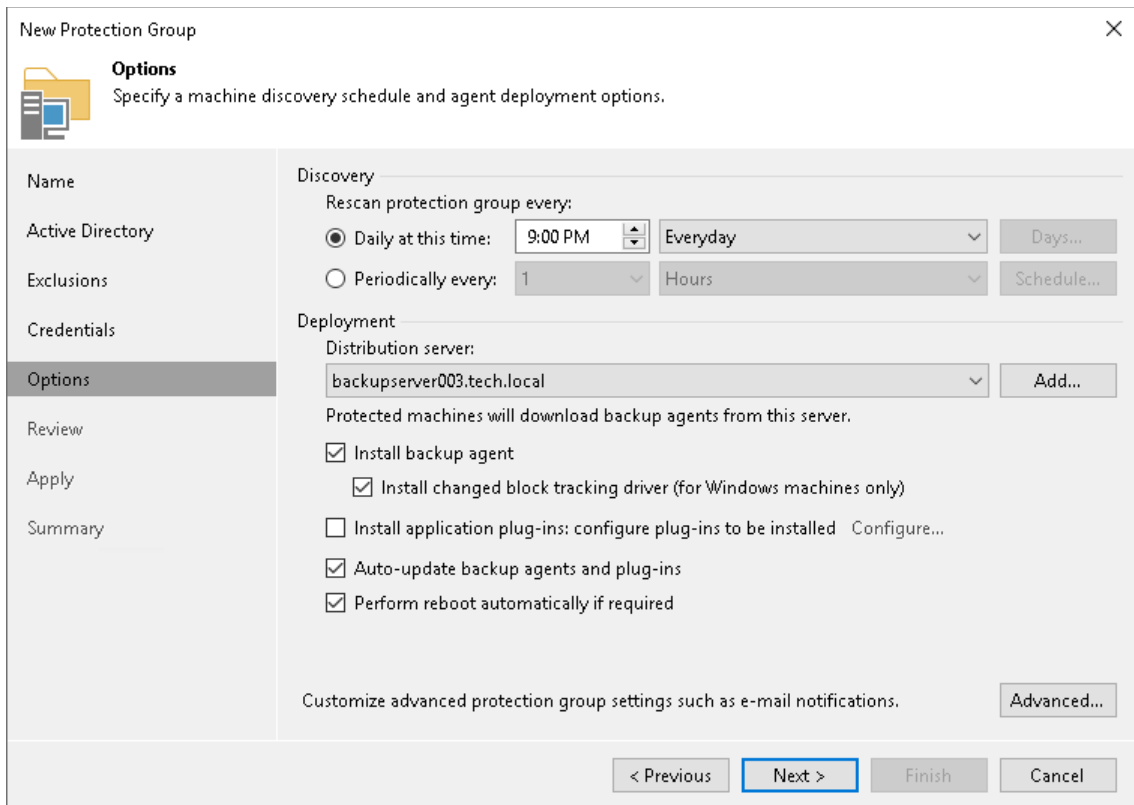 New Protection Group
Options
Specify a machine discovery schedule and agent deployment options.
Name
Active Directory
Exclusions
Credentials
Options
Review
Apply
Summary
Discovery
Rescan protection group every:
Daily at this time: 9:00 PM Everyday Days...
Periodically every: 1 Hours Schedule...
Deployment
Distribution server:
backupserver003.tech.local Add...
Protected machines will download backup agents from this server.
Install backup agent
Install changed block tracking driver (for Windows machines only)
Install application plug-ins: configure plug-ins to be installed Configure...
Auto-update backup agents and plug-ins
Perform reboot automatically if required
Customize advanced protection group settings such as e-mail notifications. Advanced...
< Previous Next > Finish Cancel